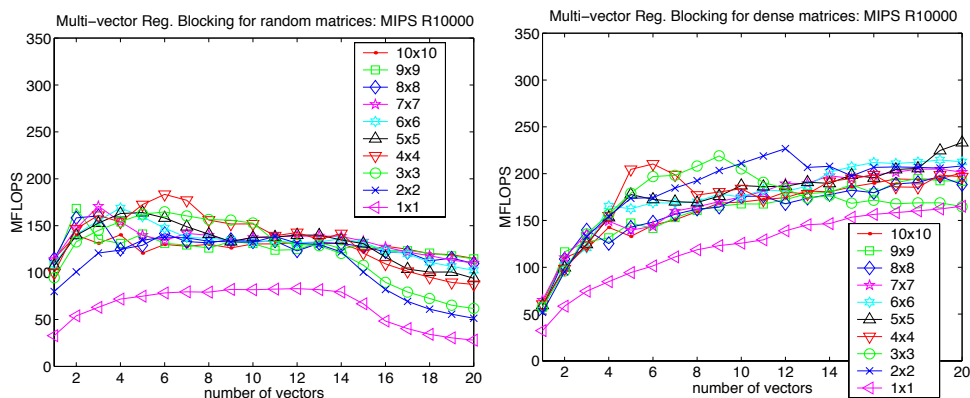 Multi-vector Reg. Blocking for random matrices: MIPS R10000
350
300
250
200
150
100
50
0
MFLOPS
2 4 6 8 10 12 14 16 18 20
number of vectors
10x10
9x9
8x8
7x7
6x6
5x5
4x4
3x3
2x2
1x1
Multi-vector Reg. Blocking for dense matrices: MIPS R10000
350
300
250
200
150
100
50
0
MFLOPS
2 4 6 8 10 12 14 20
number of vectors
10x10
9x9
8x8
7x7
6x6
5x5
4x4
3x3
2x2
1x1